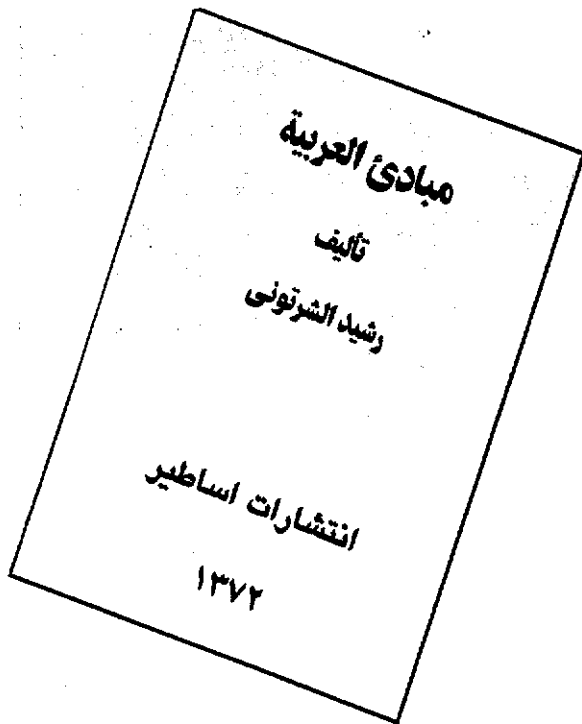 مبادئ العربية
تأليف
رشيد الشرتونى
انتشارات اساطير
۱۳۷۲